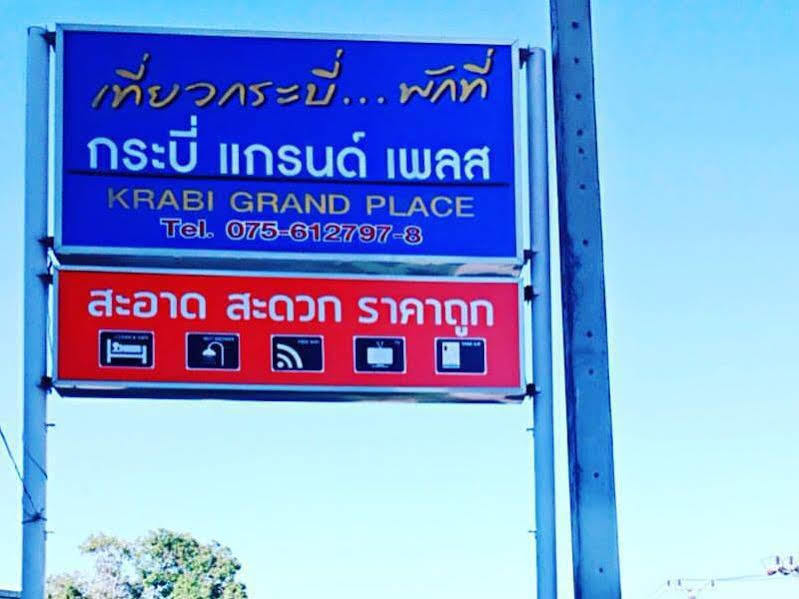 เที่ยวกระบี่...พักที่
กระบี่ แกรนด์ เพลส
KRABI GRAND PLACE
Tel. 075-612797-8
สะอาด สะดวก ราคาถูก
TV